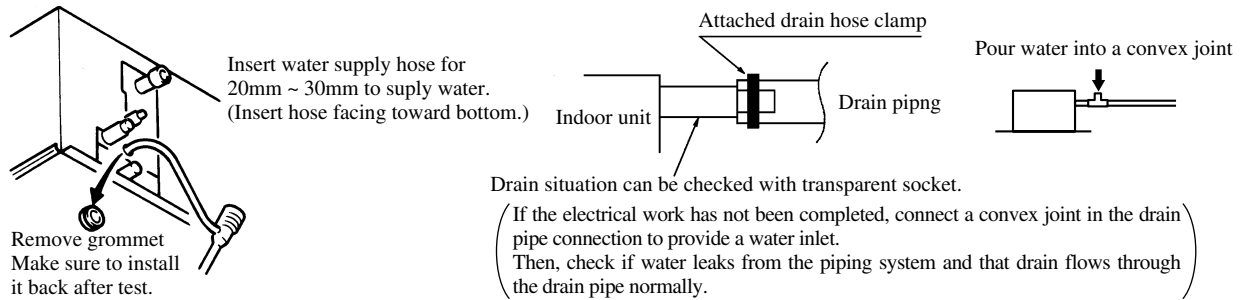 Insert water supply hose for
20mm ~ 30mm to suply water.
(Insert hose facing toward bottom.)
Remove grommet
Make sure to install
it back after test.
Attached drain hose clamp
Indoor unit
Drain pipng
Pour water into a convex joint
Drain situation can be checked with transparent socket.
If the electrical work has not been completed, connect a convex joint in the drain
pipe connection to provide a water inlet.
Then, check if water leaks from the piping system and that drain flows through
the drain pipe normally.